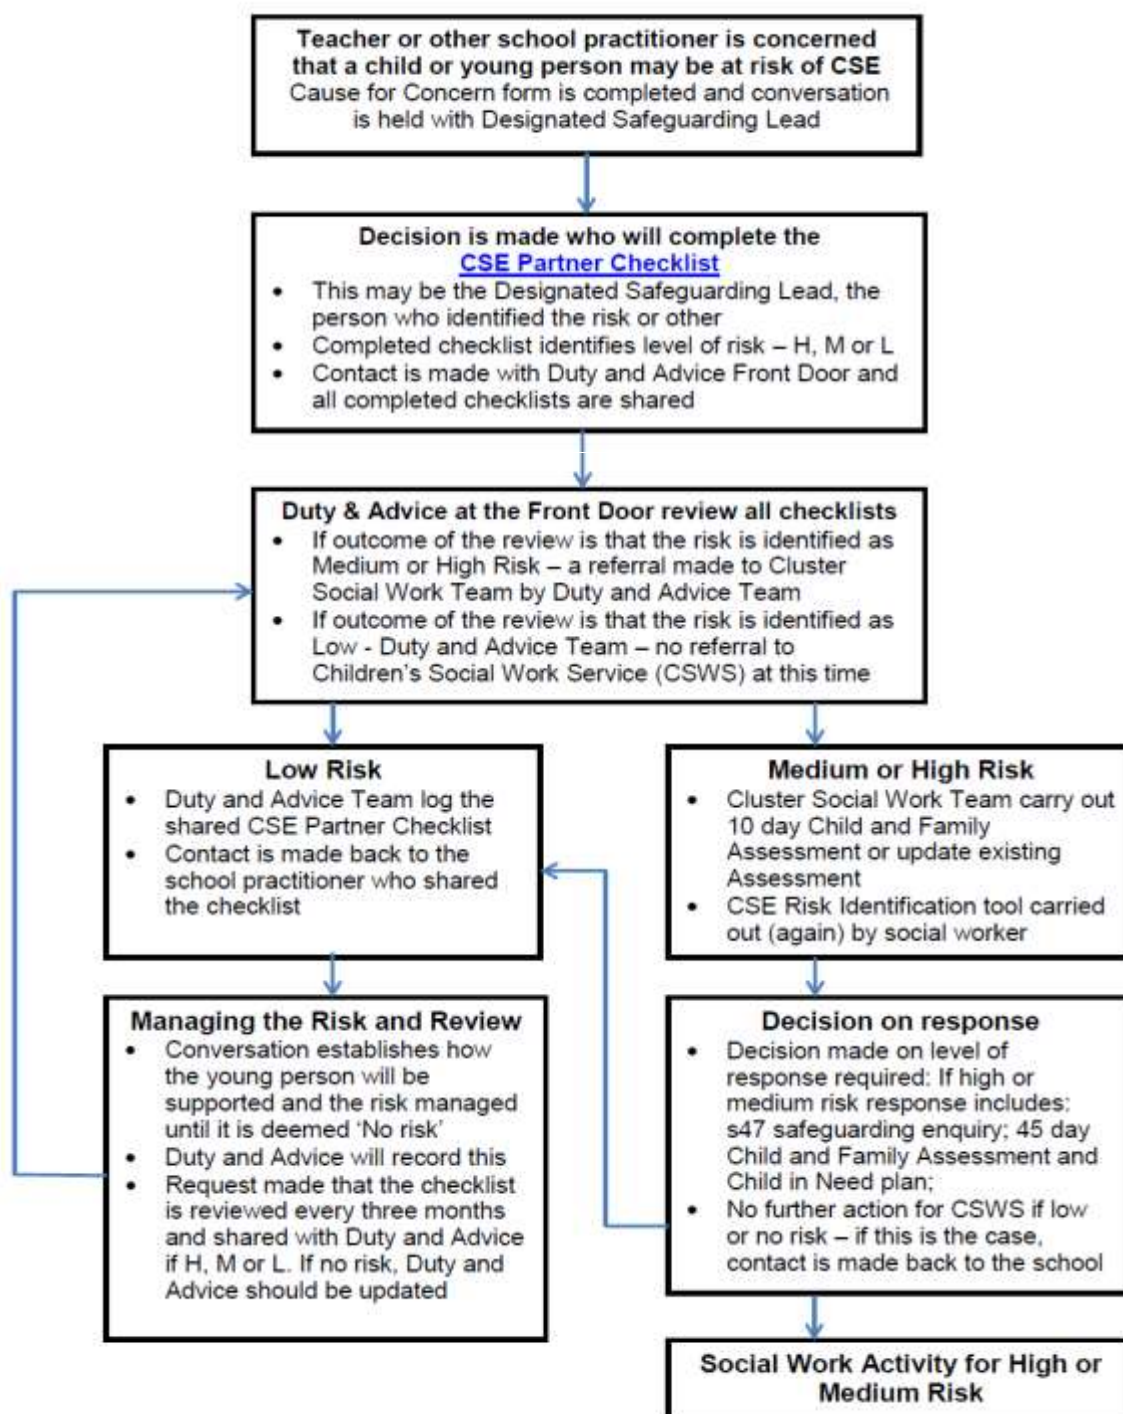 Teacher or other school practitioner is concerned
that a child or young person may be at risk of CSE
Cause for Concern form is completed and conversation
is held with Designated Safeguarding Lead
Decision is made who will complete the
CSE Partner Checklist
• This may be the Designated Safeguarding Lead, the
person who identified the risk or other
• Completed checklist identifies level of risk – H, M or L
• Contact is made with Duty and Advice Front Door and
all completed checklists are shared
Duty & Advice at the Front Door review all checklists
• If outcome of the review is that the risk is identified as
Medium or High Risk – a referral made to Cluster
Social Work Team by Duty and Advice Team
• If outcome of the review is that the risk is identified as
Low - Duty and Advice Team – no referral to
Children's Social Work Service (CSWS) at this time
Low Risk
• Duty and Advice Team log the
shared CSE Partner Checklist
• Contact is made back to the
school practitioner who shared
the checklist
Medium or High Risk
• Cluster Social Work Team carry out
10 day Child and Family
Assessment or update existing
Assessment
• CSE Risk Identification tool carried
out (again) by social worker
Managing the Risk and Review
• Conversation establishes how
the young person will be
supported and the risk managed
until it is deemed 'No risk'
• Duty and Advice will record this
• Request made that the checklist
is reviewed every three months
and shared with Duty and Advice
if H, M or L. If no risk, Duty and
Advice should be updated
Decision on response
• Decision made on level of
response required: If high or
medium risk response includes:
s47 safeguarding enquiry; 45 day
Child and Family Assessment and
Child in Need plan;
• No further action for CSWS if low
or no risk – if this is the case,
contact is made back to the school
Social Work Activity for High or
Medium Risk